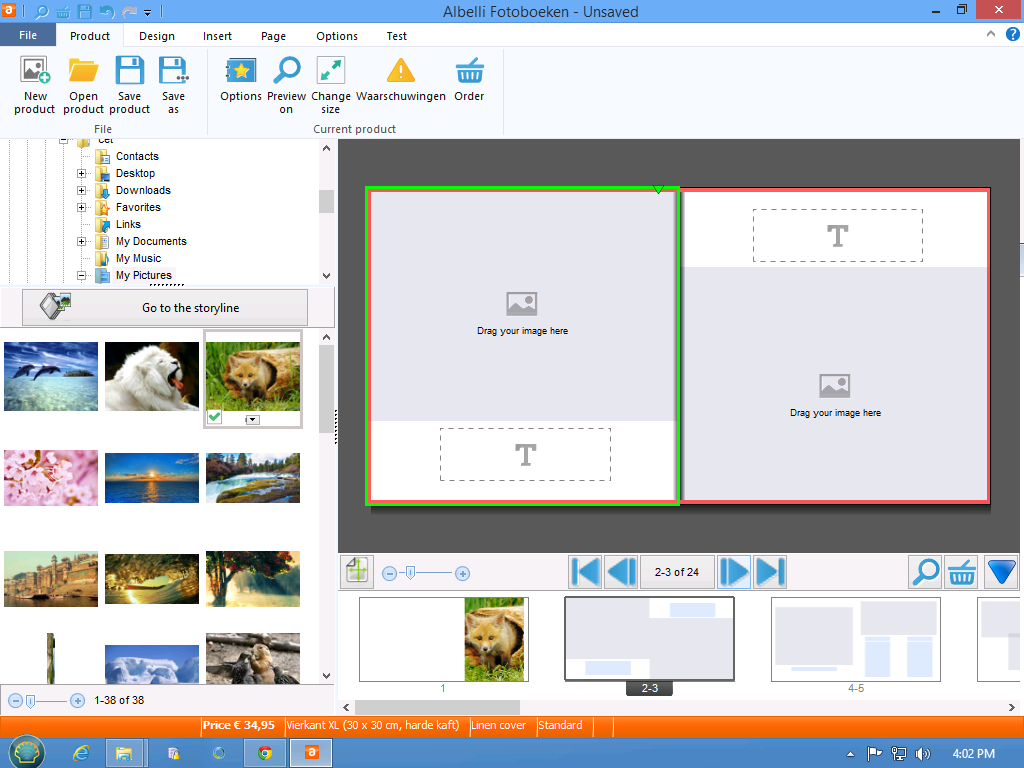 Albelli Fotoboeken - Unsaved
File
Product
Design
Insert
Page
Options
Test
New product
Open product
Save product
Save as
Options
Preview on
Change size
Waarschuwingen
Order
File
Current product
Cet
Contacts
Desktop
Downloads
Favorites
Links
My Documents
My Music
My Pictures
Go to the storyline
Drag your image here
T
T
Drag your image here
2-3 of 24
1
2-3
4-5
1-38 of 38
Price € 34,95
Vierkant XL (30 x 30 cm, harde kaft)
Linen cover
Standard
4:02 PM